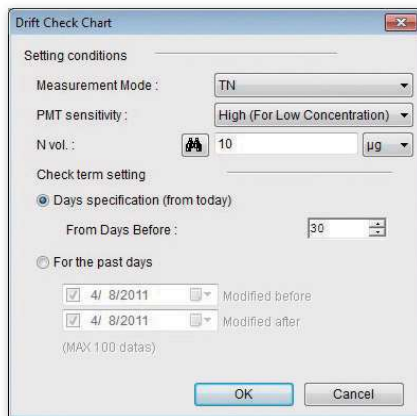 Drift Check Chart
Setting conditions
Measurement Mode : TN
PMT sensitivity : High (For Low Concentration)
N vol. : 10 µg
Check term setting
Days specification (from today)
From Days Before : 30
For the past days
4/ 8/2011 Modified before
4/ 8/2011 Modified after
(MAX 100 datas)
OK Cancel